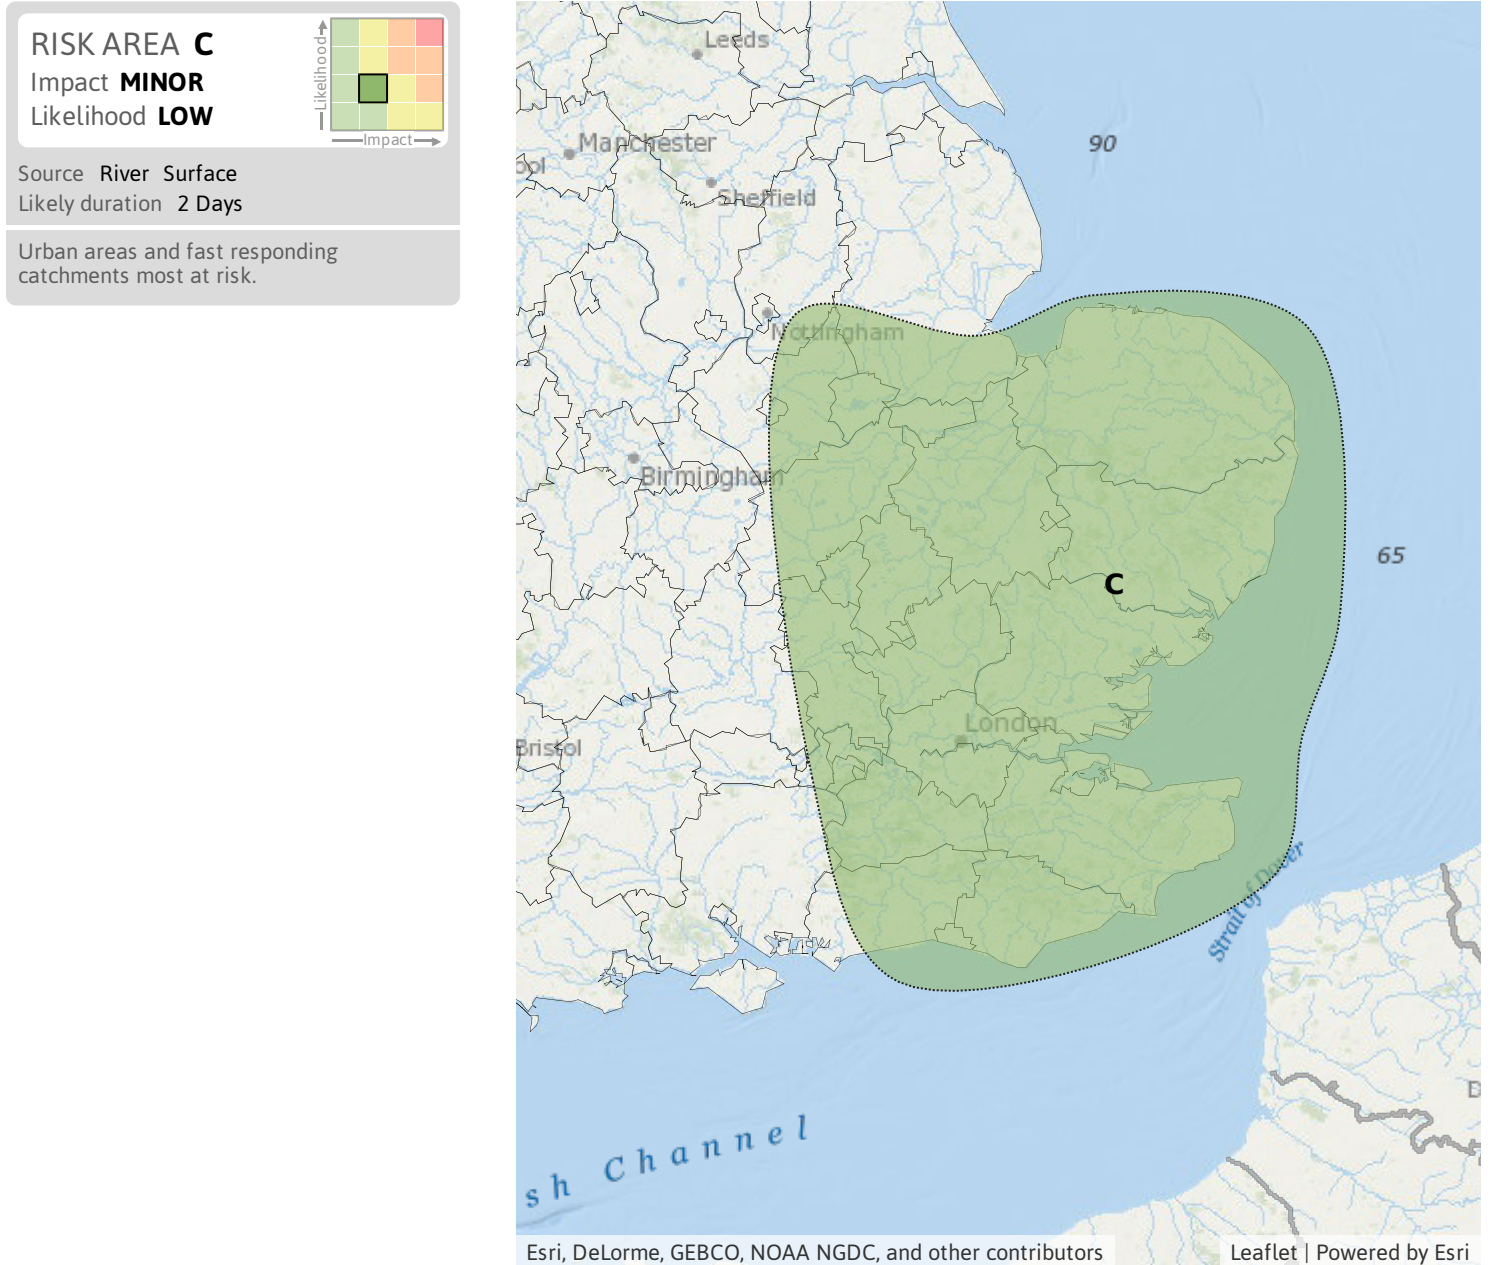 RISK AREA C
Impact MINOR
Likelihood LOW
Likelihood
Impact
Source River Surface
Likely duration 2 Days
Urban areas and fast responding
catchments most at risk.
Leeds
90
Manchester
ool
Sheffield
Nottingham
Birmingham
65
C
London
Bristol
Strait of Dover
D
sh Channel
Esri, DeLorme, GEBCO, NOAA NGDC, and other contributors
Leaflet | Powered by Esri